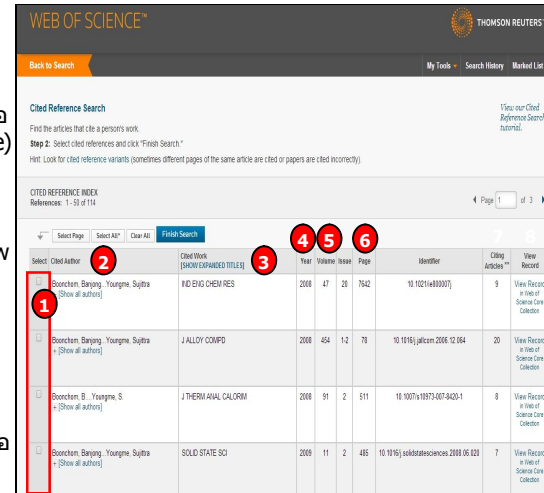 WEB OF SCIENCE™
THOMSON REUTERS™
Back to Search
My Tools
Search History
Marked List
อ
e)
w
อ
Cited Reference Search
View our Cited
Reference Search
tutorial.
Find the articles that cite a person's work
Step 2: Select cited references and click "Finish Search."
Hint: Look for cited reference variants (sometimes different pages of the same article are cited or papers are cited incorrectly).
CITED REFERENCE INDEX
References: 1 - 50 of 114
Page 1 of 3
Select Page Select All* Clear All Finish Search
4 5 6 7 8
Select Cited Author 2 Cited Work [SHOW EXPANDED TITLES] 3 Year Volume Issue Page Identifier Citing Articles ** View Record
1
Boonchom, Banjong...Youngme, Sujittra + [Show all authors] IND ENG CHEM RES 2008 47 20 7642 10.1021/ie800007j 9 View Record in Web of Science Core Collection
Boonchom, Banjong...Youngme, Sujittra + [Show all authors] J ALLOY COMPD 2008 454 1-2 78 10.1016/j.jallcom.2006.12.064 20 View Record in Web of Science Core Collection
Boonchom, B....Youngme, S. + [Show all authors] J THERM ANAL CALORIM 2008 91 2 511 10.1007/s10973-007-8420-1 8 View Record in Web of Science Core Collection
Boonchom, Banjong...Youngme, Sujittra + [Show all authors] SOLID STATE SCI 2009 11 2 485 10.1016/j.solidstatesciences.2008.06.020 7 View Record in Web of Science Core Collection